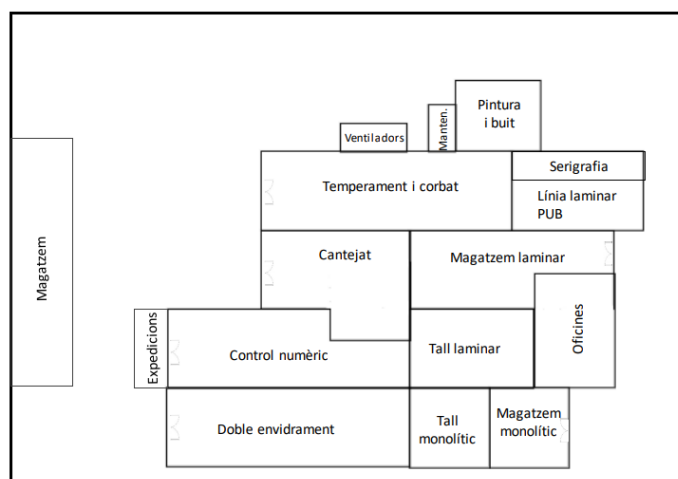 Pintura
i buit
Manten.
Ventiladors
Serigrafia
Temperament i corbat
Línia laminar
PUB
Magatzem
Cantejat
Magatzem laminar
Expedicions
Control numèric
Tall laminar
Oficines
Doble envidrament
Tall
monolític
Magatzem
monolític